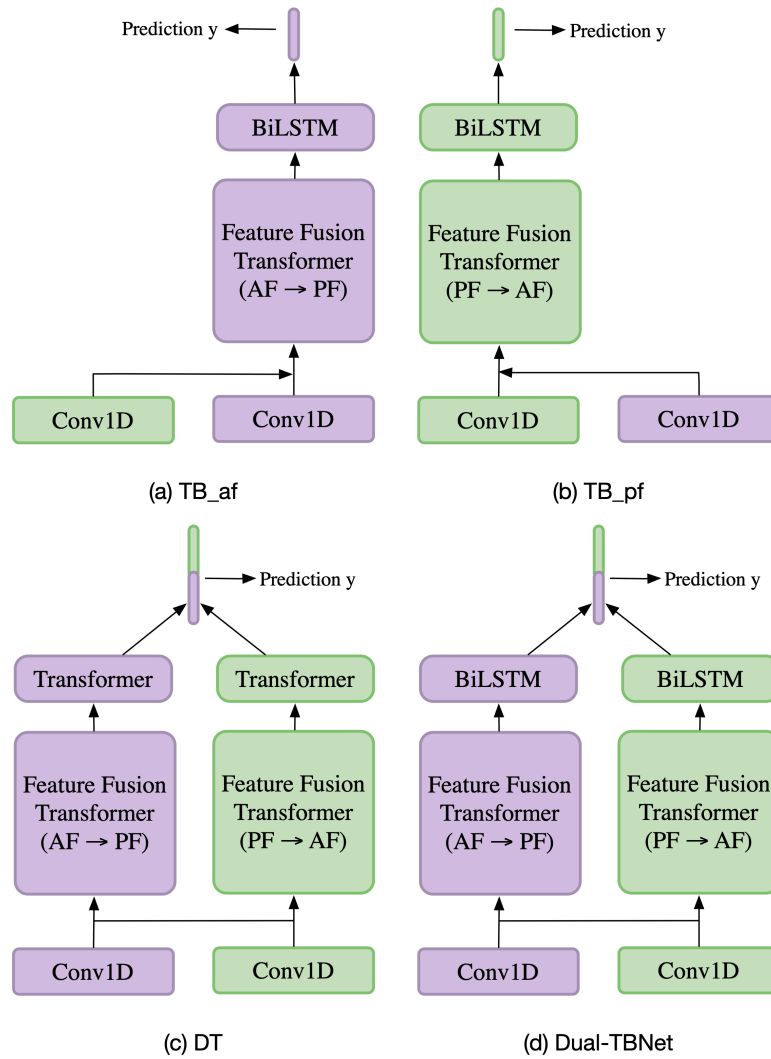 Prediction y
Prediction y
BiLSTM
BiLSTM
Feature Fusion
Transformer
(AF → PF)
Feature Fusion
Transformer
(PF → AF)
Conv1D
Conv1D
Conv1D
Conv1D
(a) TB_af
(b) TB_pf
Prediction y
Prediction y
Transformer
Transformer
BiLSTM
BiLSTM
Feature Fusion
Transformer
(AF → PF)
Feature Fusion
Transformer
(PF → AF)
Feature Fusion
Transformer
(AF → PF)
Feature Fusion
Transformer
(PF → AF)
Conv1D
Conv1D
Conv1D
Conv1D
(c) DT
(d) Dual-TBNet